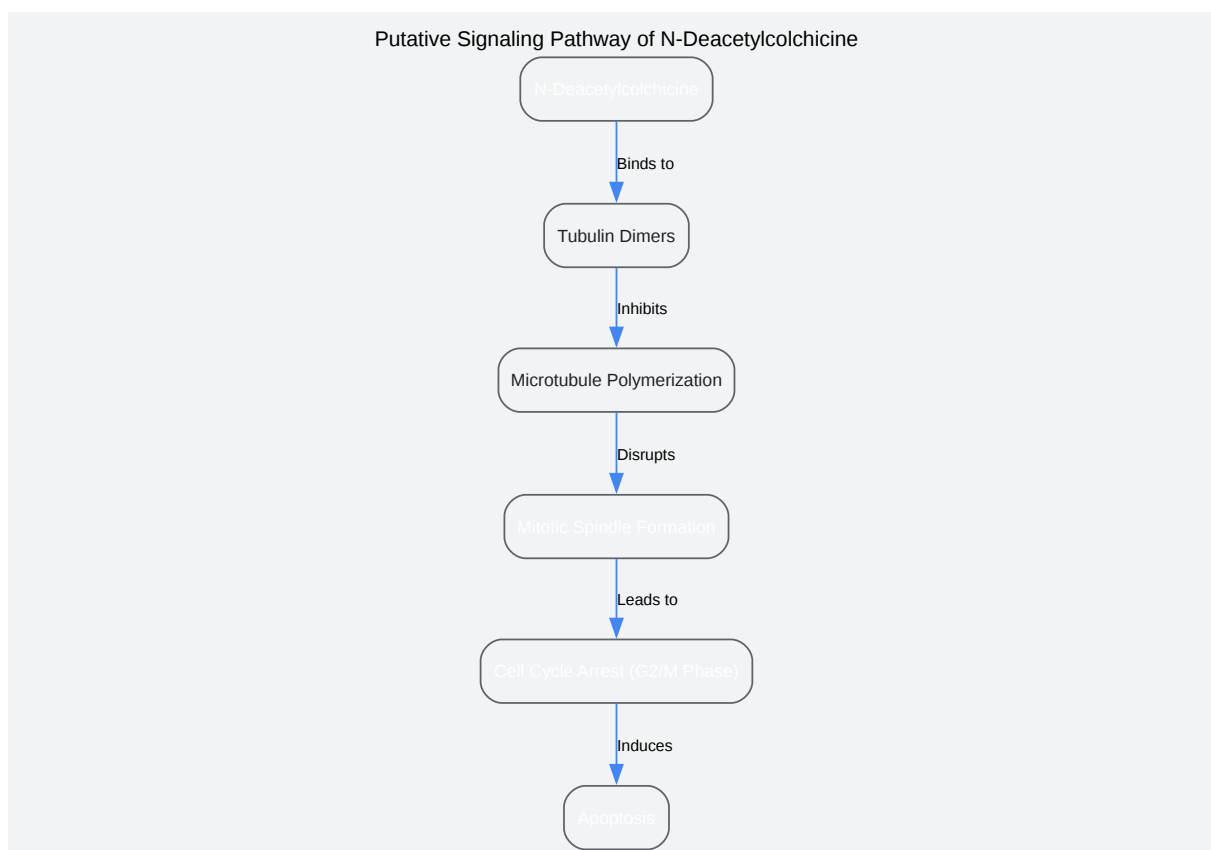 Putative Signaling Pathway of N-Deacetylcolchicine
N-Deacetylcolchicine
Binds to
Tubulin Dimers
Inhibits
Microtubule Polymerization
Disrupts
Mitotic Spindle Formation
Leads to
Cell Cycle Arrest (G2/M Phase)
Induces
Apoptosis